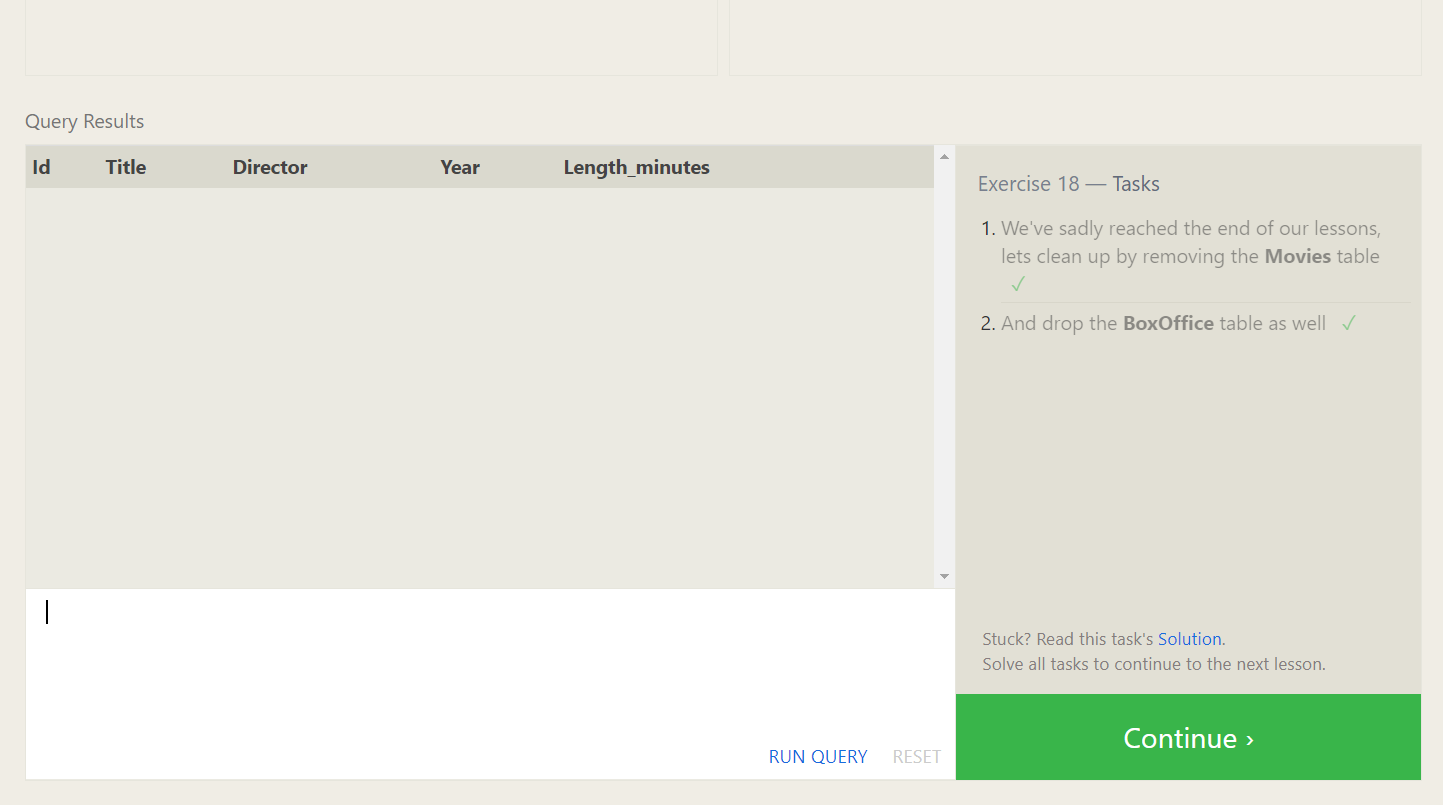 Query Results
Id Title Director Year Length_minutes
Exercise 18 — Tasks
1. We've sadly reached the end of our lessons,
lets clean up by removing the Movies table
✓
2. And drop the BoxOffice table as well ✓
Stuck? Read this task's Solution.
Solve all tasks to continue to the next lesson.
RUN QUERY RESET
Continue ›